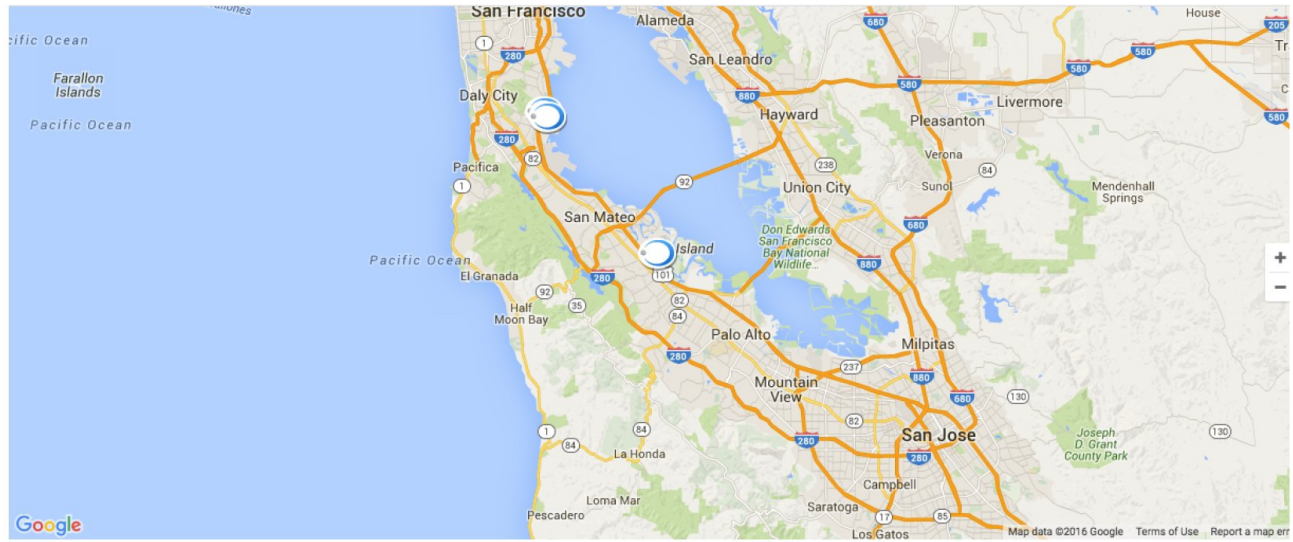 San Francisco
Alameda
House
680
205
1
280
580
cific Ocean
San Leandro
580
Farallon
Islands
580
880
Daly City
Livermore
Hayward
Pleasanton
580
Pacific Ocean
280
82
Verona
Pacifica
238
84
1
92
Union City
Sunol
Mendenhall
Springs
San Mateo
680
Don Edwards
San Francisco
Bay National
Wildlife...
Island
+
Pacific Ocean
880
El Granada
280
101
−
92
35
82
Half
Moon Bay
84
Palo Alto
Milpitas
280
237
Mountain
View
880
680
130
82
1
84
84
San Jose
Joseph
D. Grant
County Park
130
280
280
La Honda
Campbell
Loma Mar
Saratoga
Pescadero
17
85
Google
Los Gatos
Map data ©2016 Google
Terms of Use
Report a map err